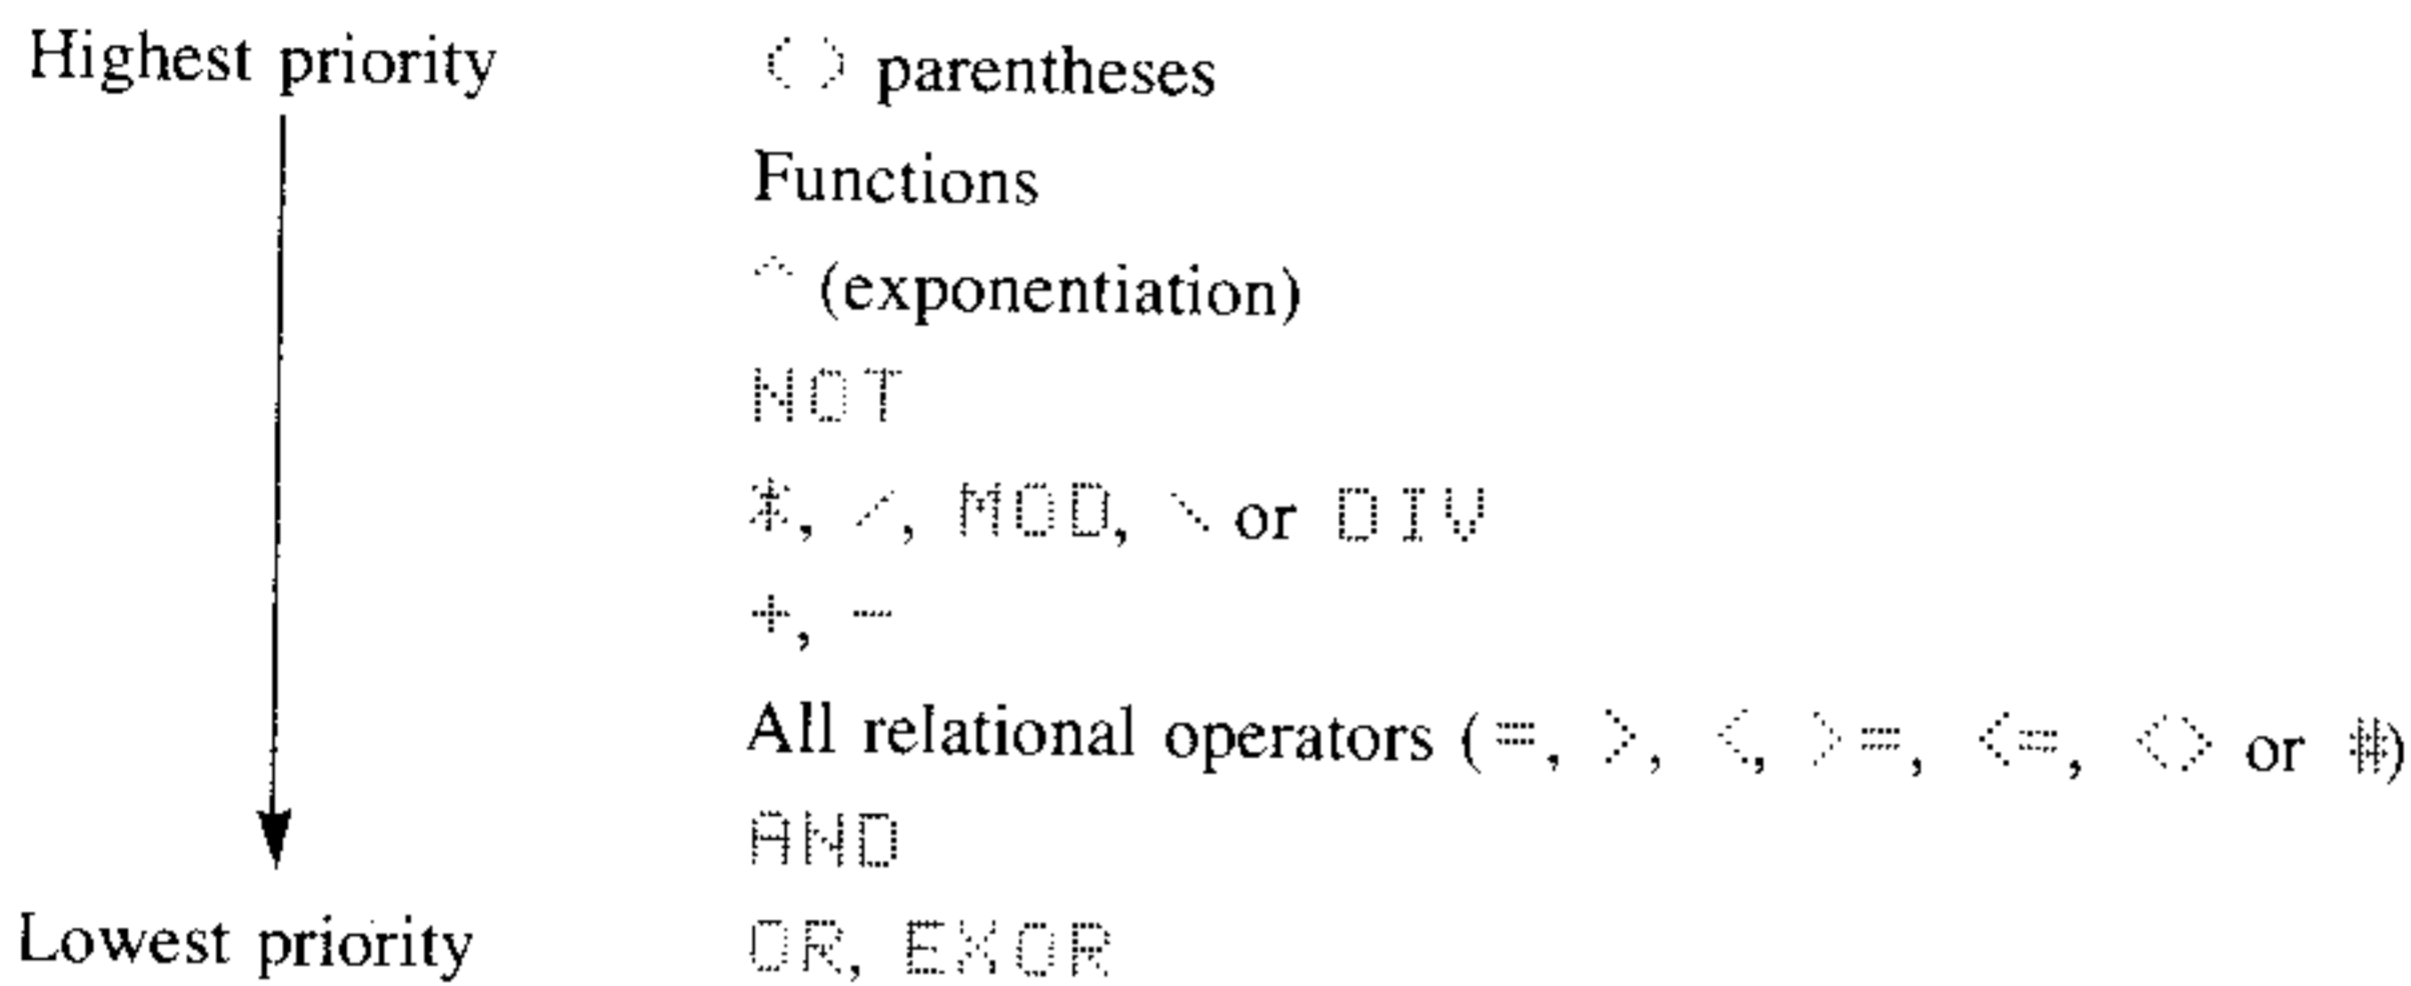 Highest priority () parentheses
Functions
^ (exponentiation)
NOT
*, /, MOD, \ or DIV
+, -
All relational operators (=, >, <, >=, <=, <> or #)
AND
Lowest priority OR, EXOR